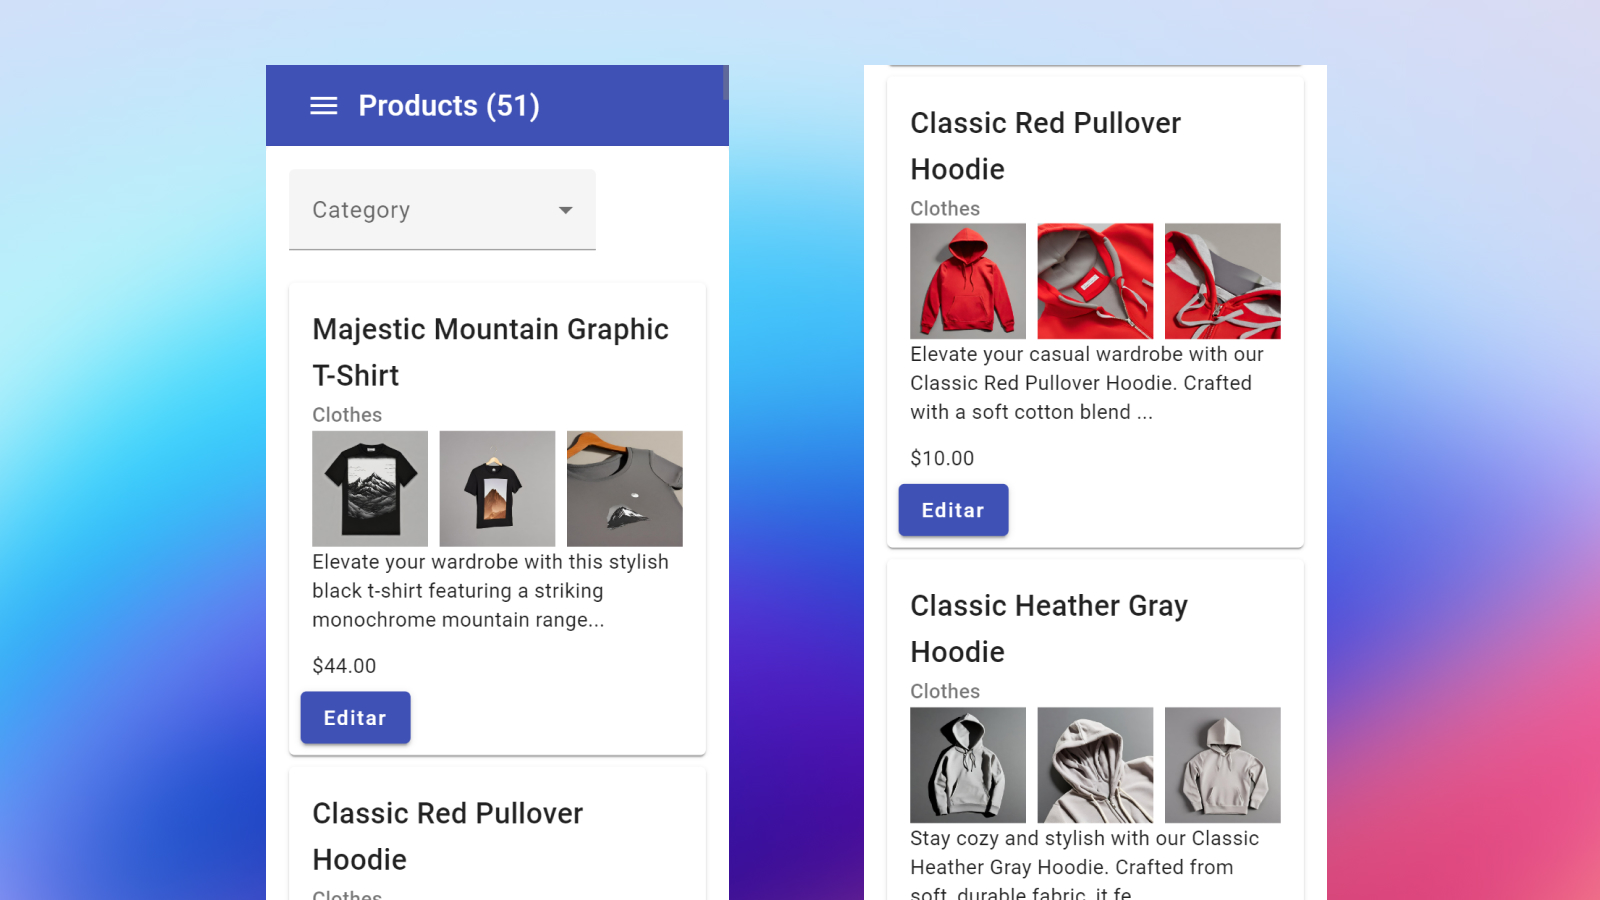 Products (51)
Category
Majestic Mountain Graphic
T-Shirt
Clothes
Elevate your wardrobe with this stylish
black t-shirt featuring a striking
monochrome mountain range...
$44.00
Editar
Classic Red Pullover
Hoodie
Clothes
Classic Red Pullover
Hoodie
Clothes
Elevate your casual wardrobe with our
Classic Red Pullover Hoodie. Crafted
with a soft cotton blend ...
$10.00
Editar
Classic Heather Gray
Hoodie
Clothes
Stay cozy and stylish with our Classic
Heather Gray Hoodie. Crafted from
soft, durable fabric, it fe...